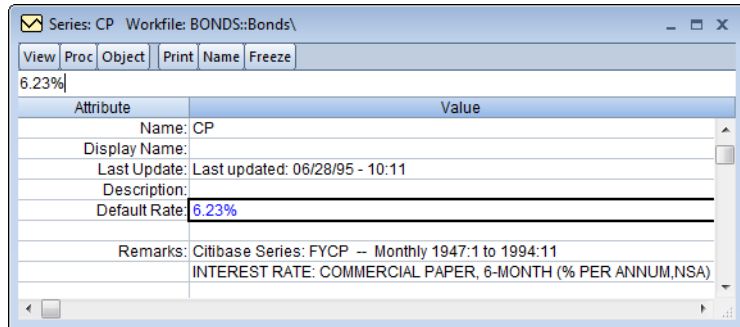 Series: CP Workfile: BONDS::Bonds\
View Proc Object Print Name Freeze
6.23%
Attribute Value
Name: CP
Display Name:
Last Update: Last updated: 06/28/95 - 10:11
Description:
Default Rate: 6.23%
Remarks: Citibase Series: FYCP -- Monthly 1947:1 to 1994:11
INTEREST RATE: COMMERCIAL PAPER, 6-MONTH (% PER ANNUM,NSA)